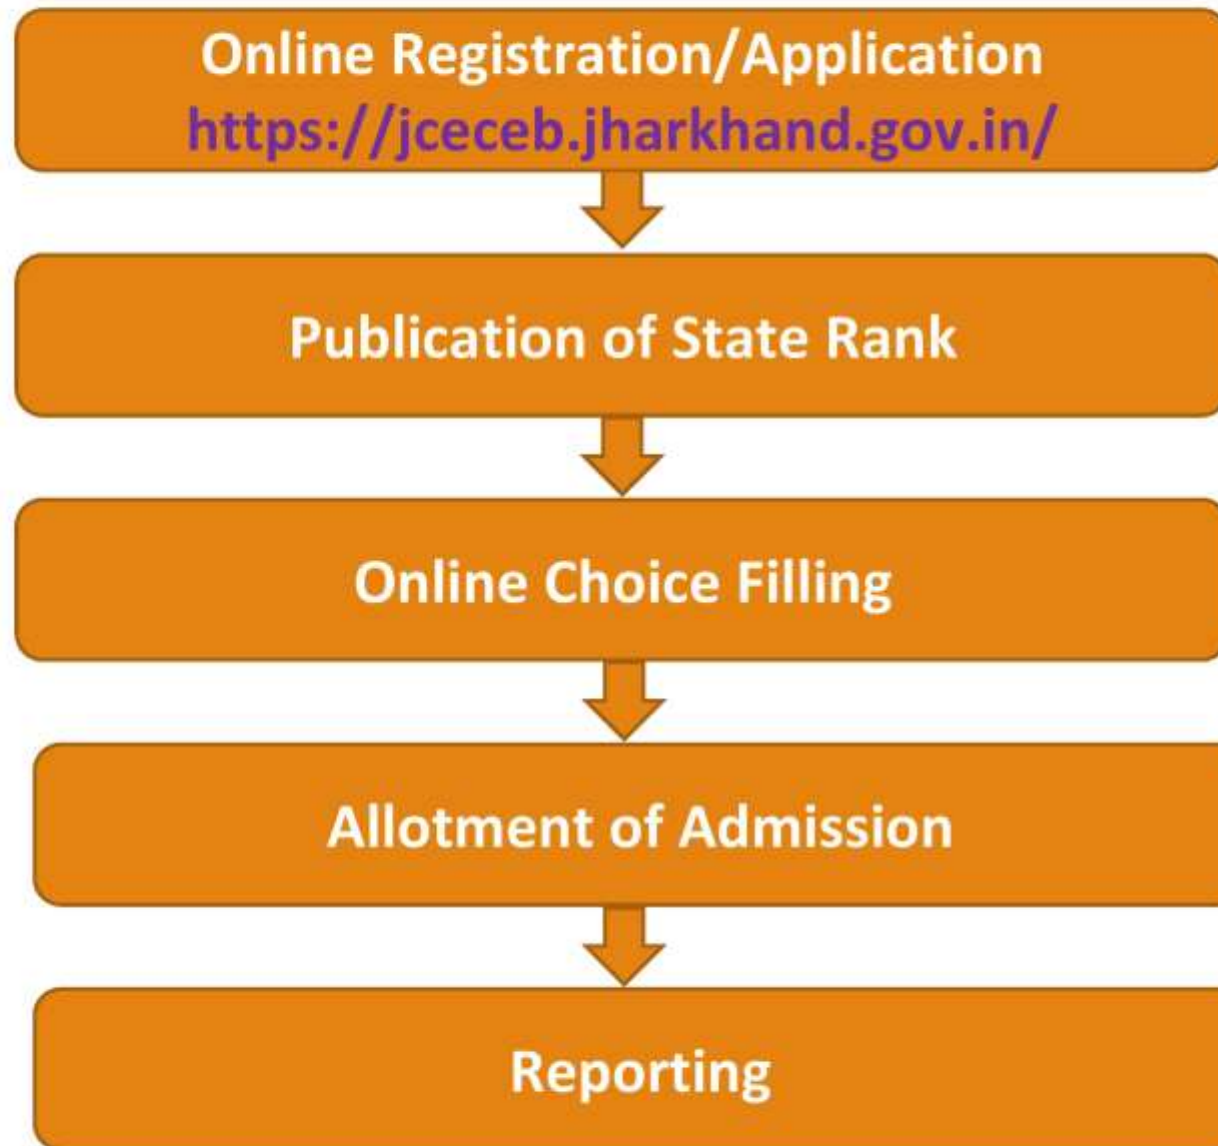 Online Registration/Application
https://jceceb.jharkhand.gov.in/
Publication of State Rank
Online Choice Filling
Allotment of Admission
Reporting